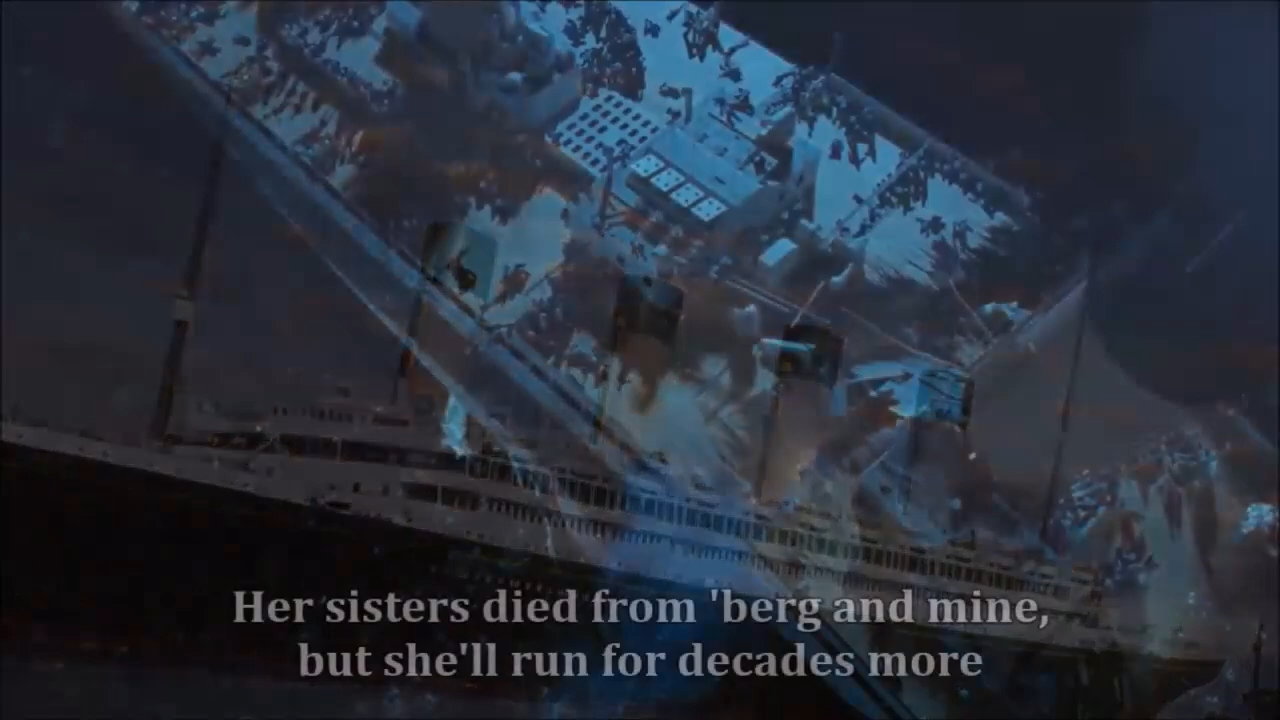 Her sisters died from 'berg and mine,
but she'll run for decades more